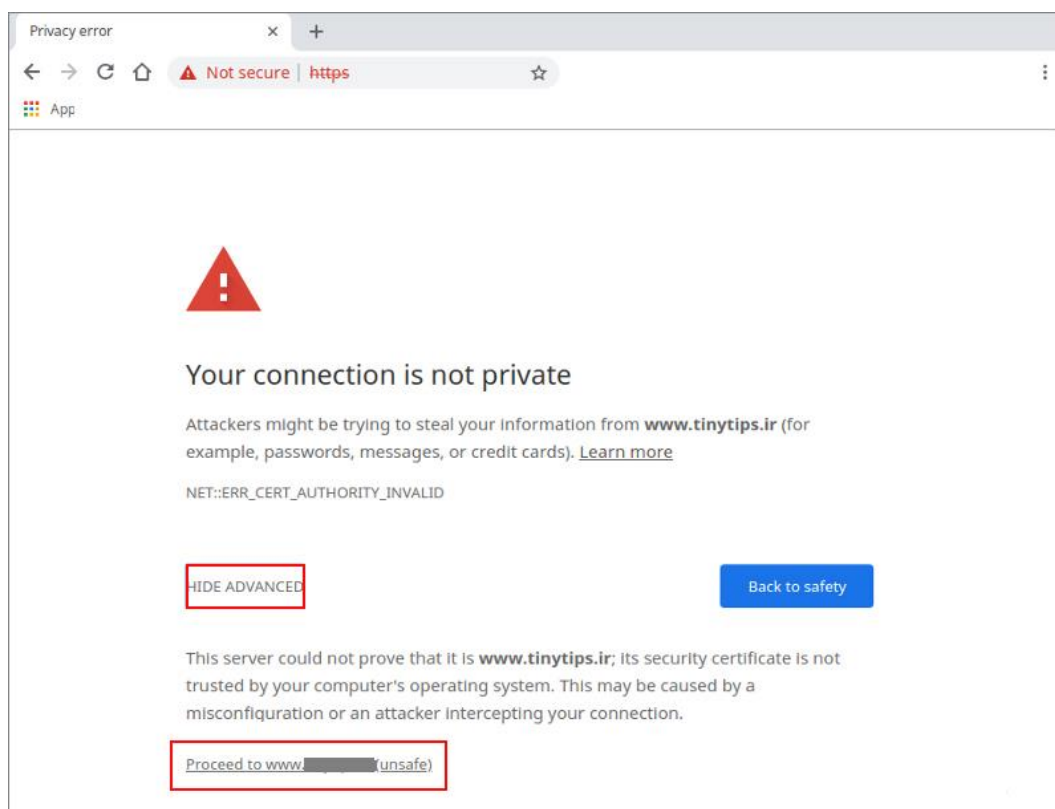 Privacy error
Not secure | https
App
Your connection is not private
Attackers might be trying to steal your information from www.tinytips.ir (for
example, passwords, messages, or credit cards). Learn more
NET::ERR_CERT_AUTHORITY_INVALID
HIDE ADVANCED
Back to safety
This server could not prove that it is www.tinytips.ir; its security certificate is not
trusted by your computer's operating system. This may be caused by a
misconfiguration or an attacker intercepting your connection.
Proceed to www. (unsafe)